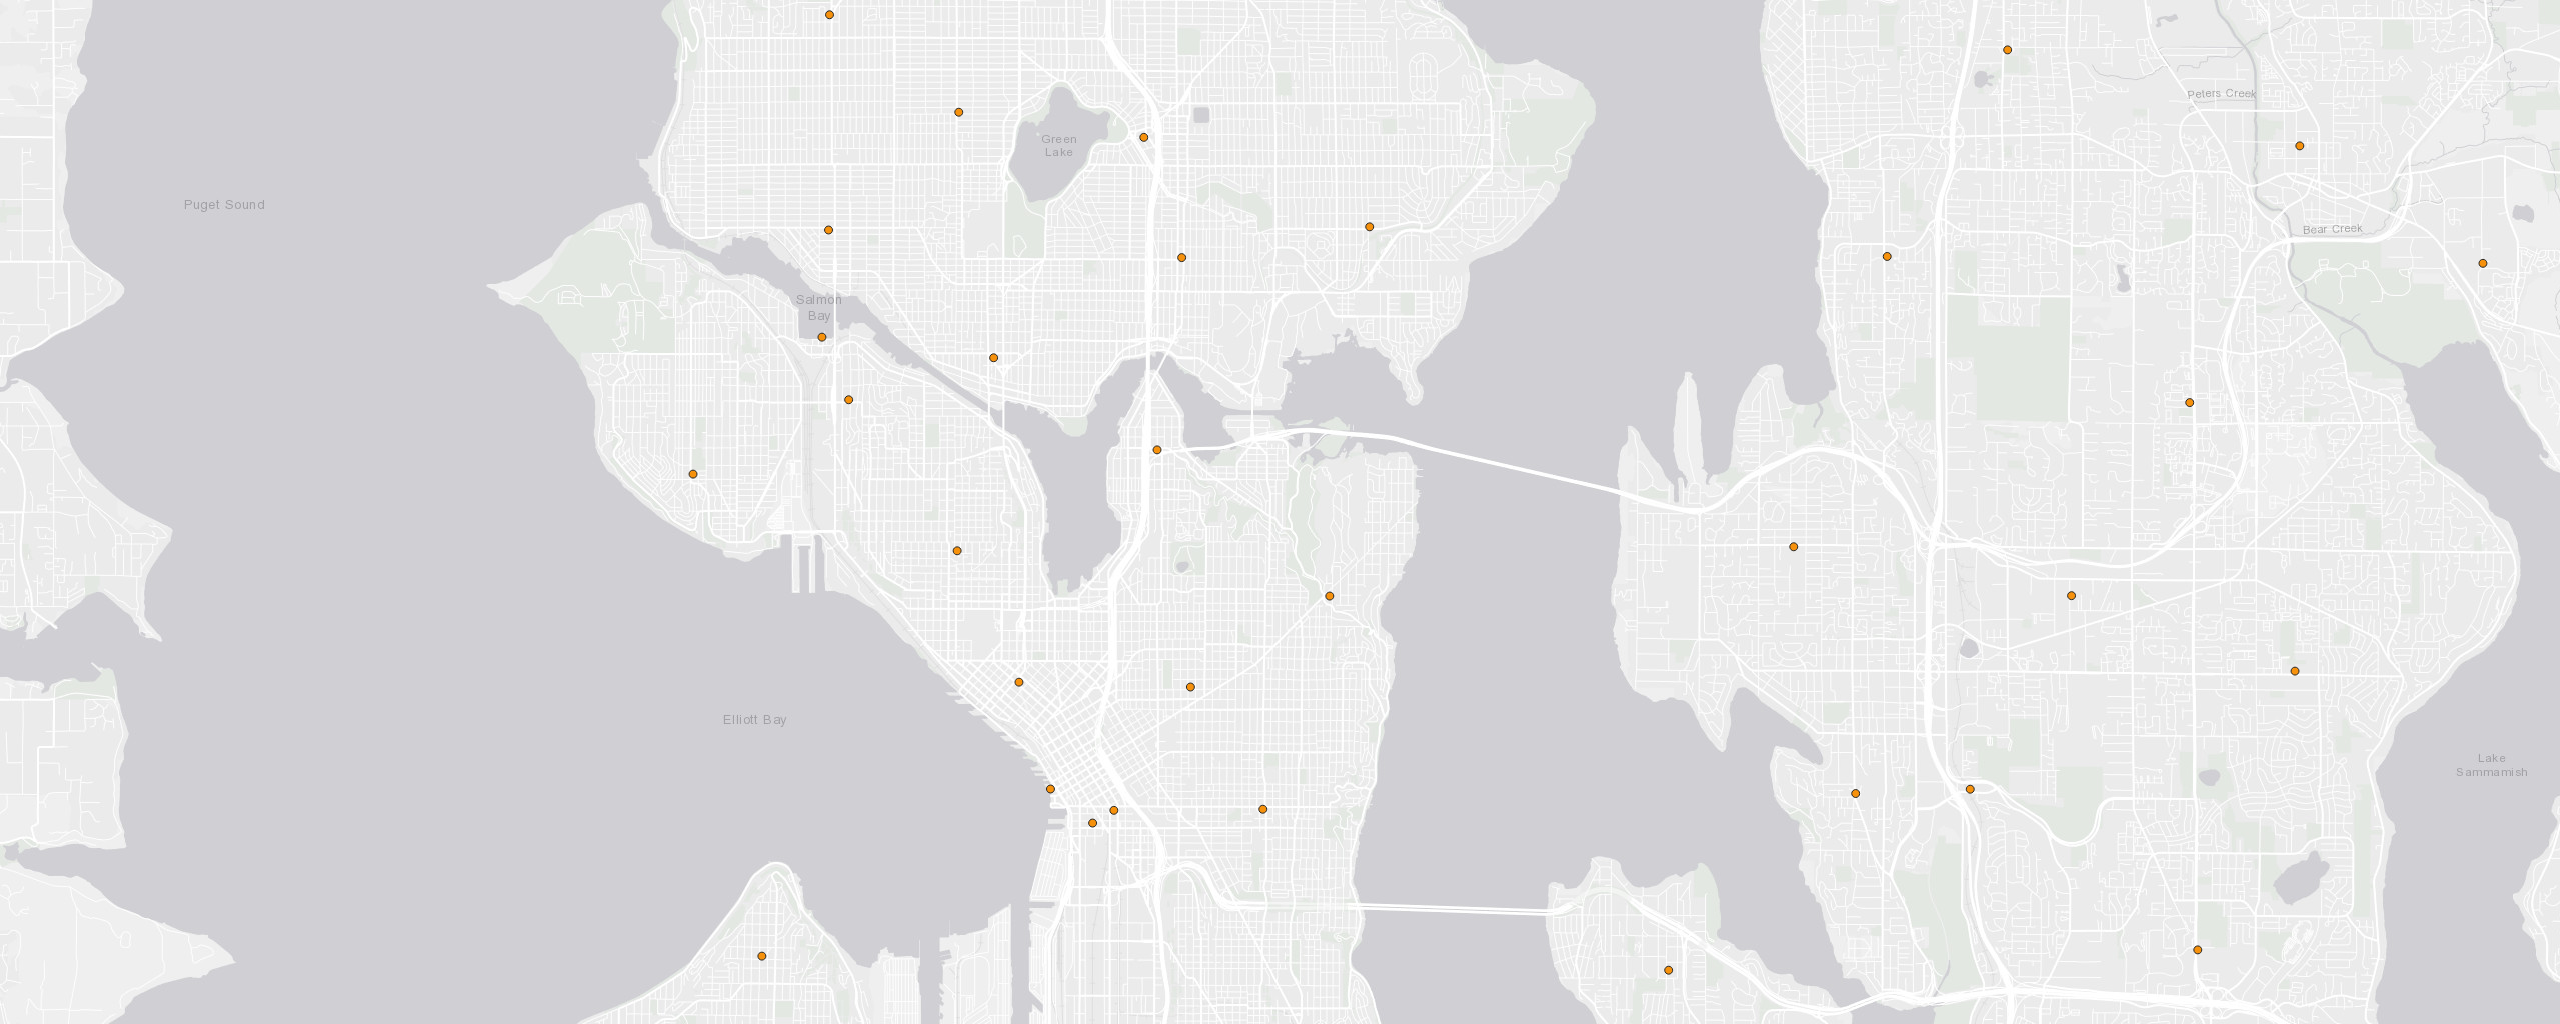 Peters Creek
Green
Lake
Puget Sound
Bear Creek
Salmon
Bay
Elliott Bay
Lake
Sammamish